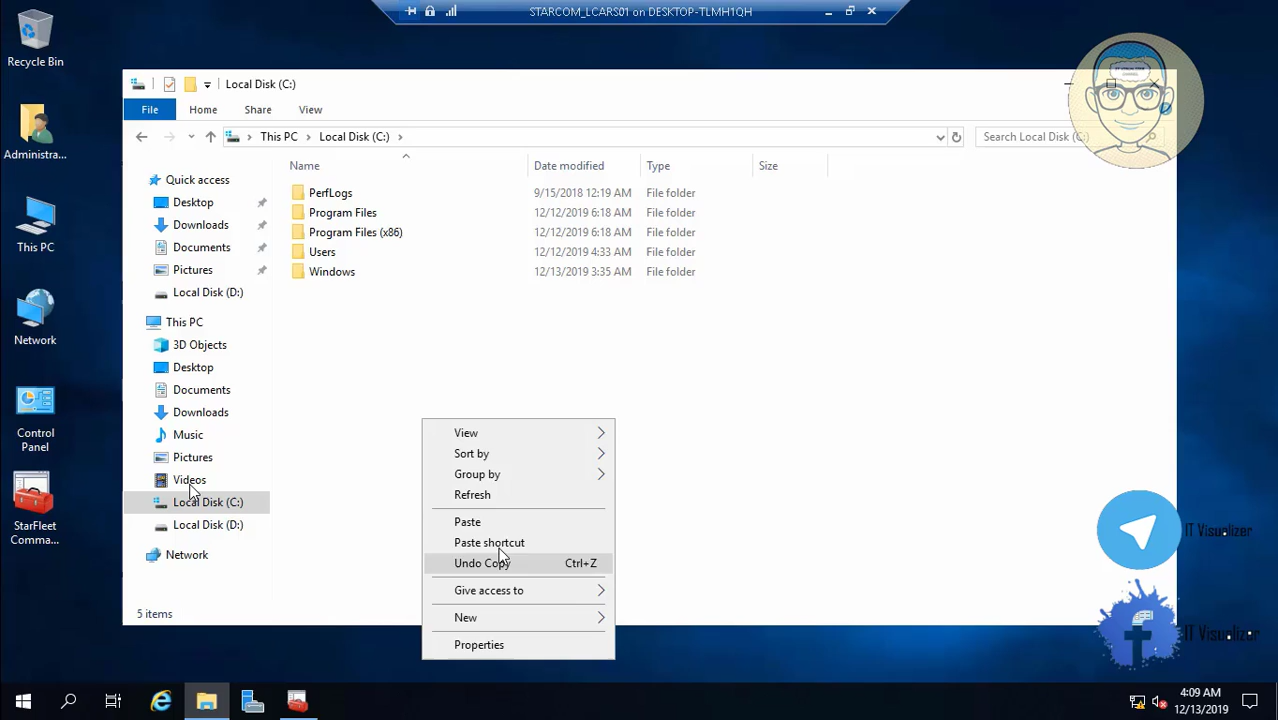 STARCOM_LCARS01 on DESKTOP-TLMH1QH
Recycle Bin
Administra...
This PC
Network
Control
Panel
StarFleet
Comma...
Local Disk (C:)
File
Home
Share
View
This PC
Local Disk (C:)
Search Local Disk (C:)
Name
Date modified
Type
Size
PerfLogs
9/15/2018 12:19 AM
File folder
Program Files
12/12/2019 6:18 AM
File folder
Program Files (x86)
12/12/2019 6:18 AM
File folder
Users
12/12/2019 4:33 AM
File folder
Windows
12/13/2019 3:35 AM
File folder
Quick access
Desktop
Downloads
Documents
Pictures
Local Disk (D:)
This PC
3D Objects
Desktop
Documents
Downloads
Music
Pictures
Videos
Local Disk (C:)
Local Disk (D:)
Network
5 items
View
Sort by
Group by
Refresh
Paste
Paste shortcut
Undo Copy
Ctrl+Z
Give access to
New
Properties
IT Visualizer
IT Visualizer
4:09 AM
12/13/2019